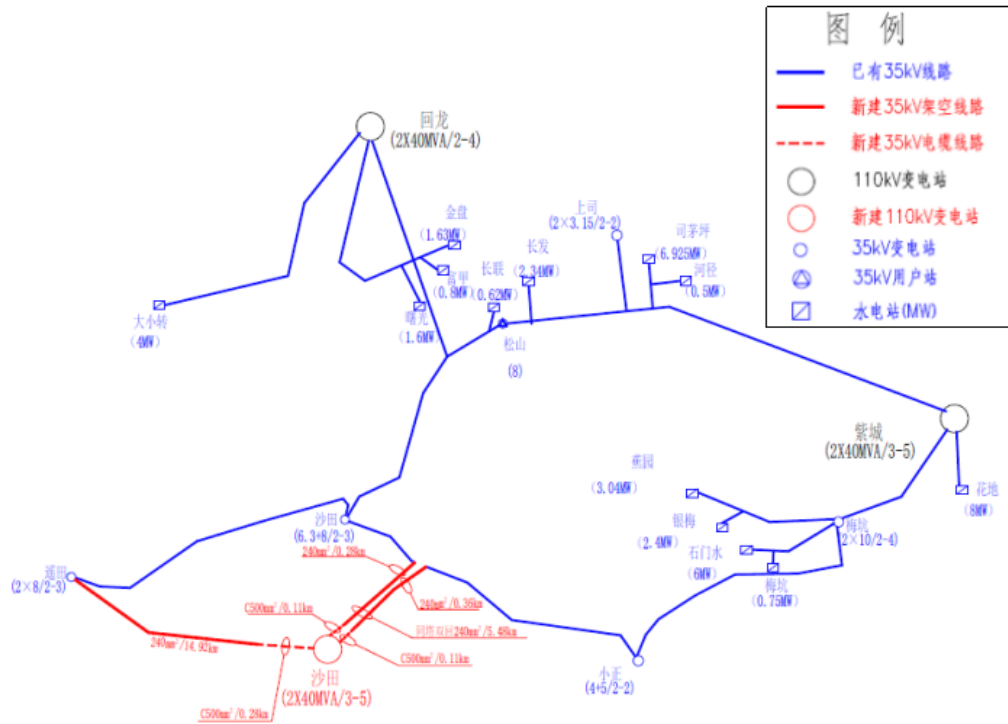 图 例
已有35kV线路
新建35kV架空线路
新建35kV电缆线路
110kV变电站
新建110kV变电站
35kV变电站
35kV用户站
水电站(MW)
回龙
(2X40MVA/2-4)
金盘
(1.63MW)
富甲
(0.8MW)
曙光
(1.6MW)
大小转
(4MW)
长联
(0.62MW)
长发
(2.34MW)
上司
(2×3.15/2-2)
司茅坪
(6.925MW)
河径
(0.5MW)
松山
(8)
紫城
(2X40MVA/3-5)
花地
(8MW)
蕉园
(3.04MW)
银梅
(2.4MW)
梅坑
(2×10/2-4)
石门水
(6MW)
梅坑
(0.75MW)
沙田
(6.3+8/2-3)
遥田
(2×8/2-3)
240mm²/0.28km
240mm²/0.36km
C500mm²/0.11km
同塔双回240mm²/5.48km
C500mm²/0.11km
240mm²/14.92km
C500mm²/0.28km
沙田
(2X40MVA/3-5)
小正
(4+5/2-2)